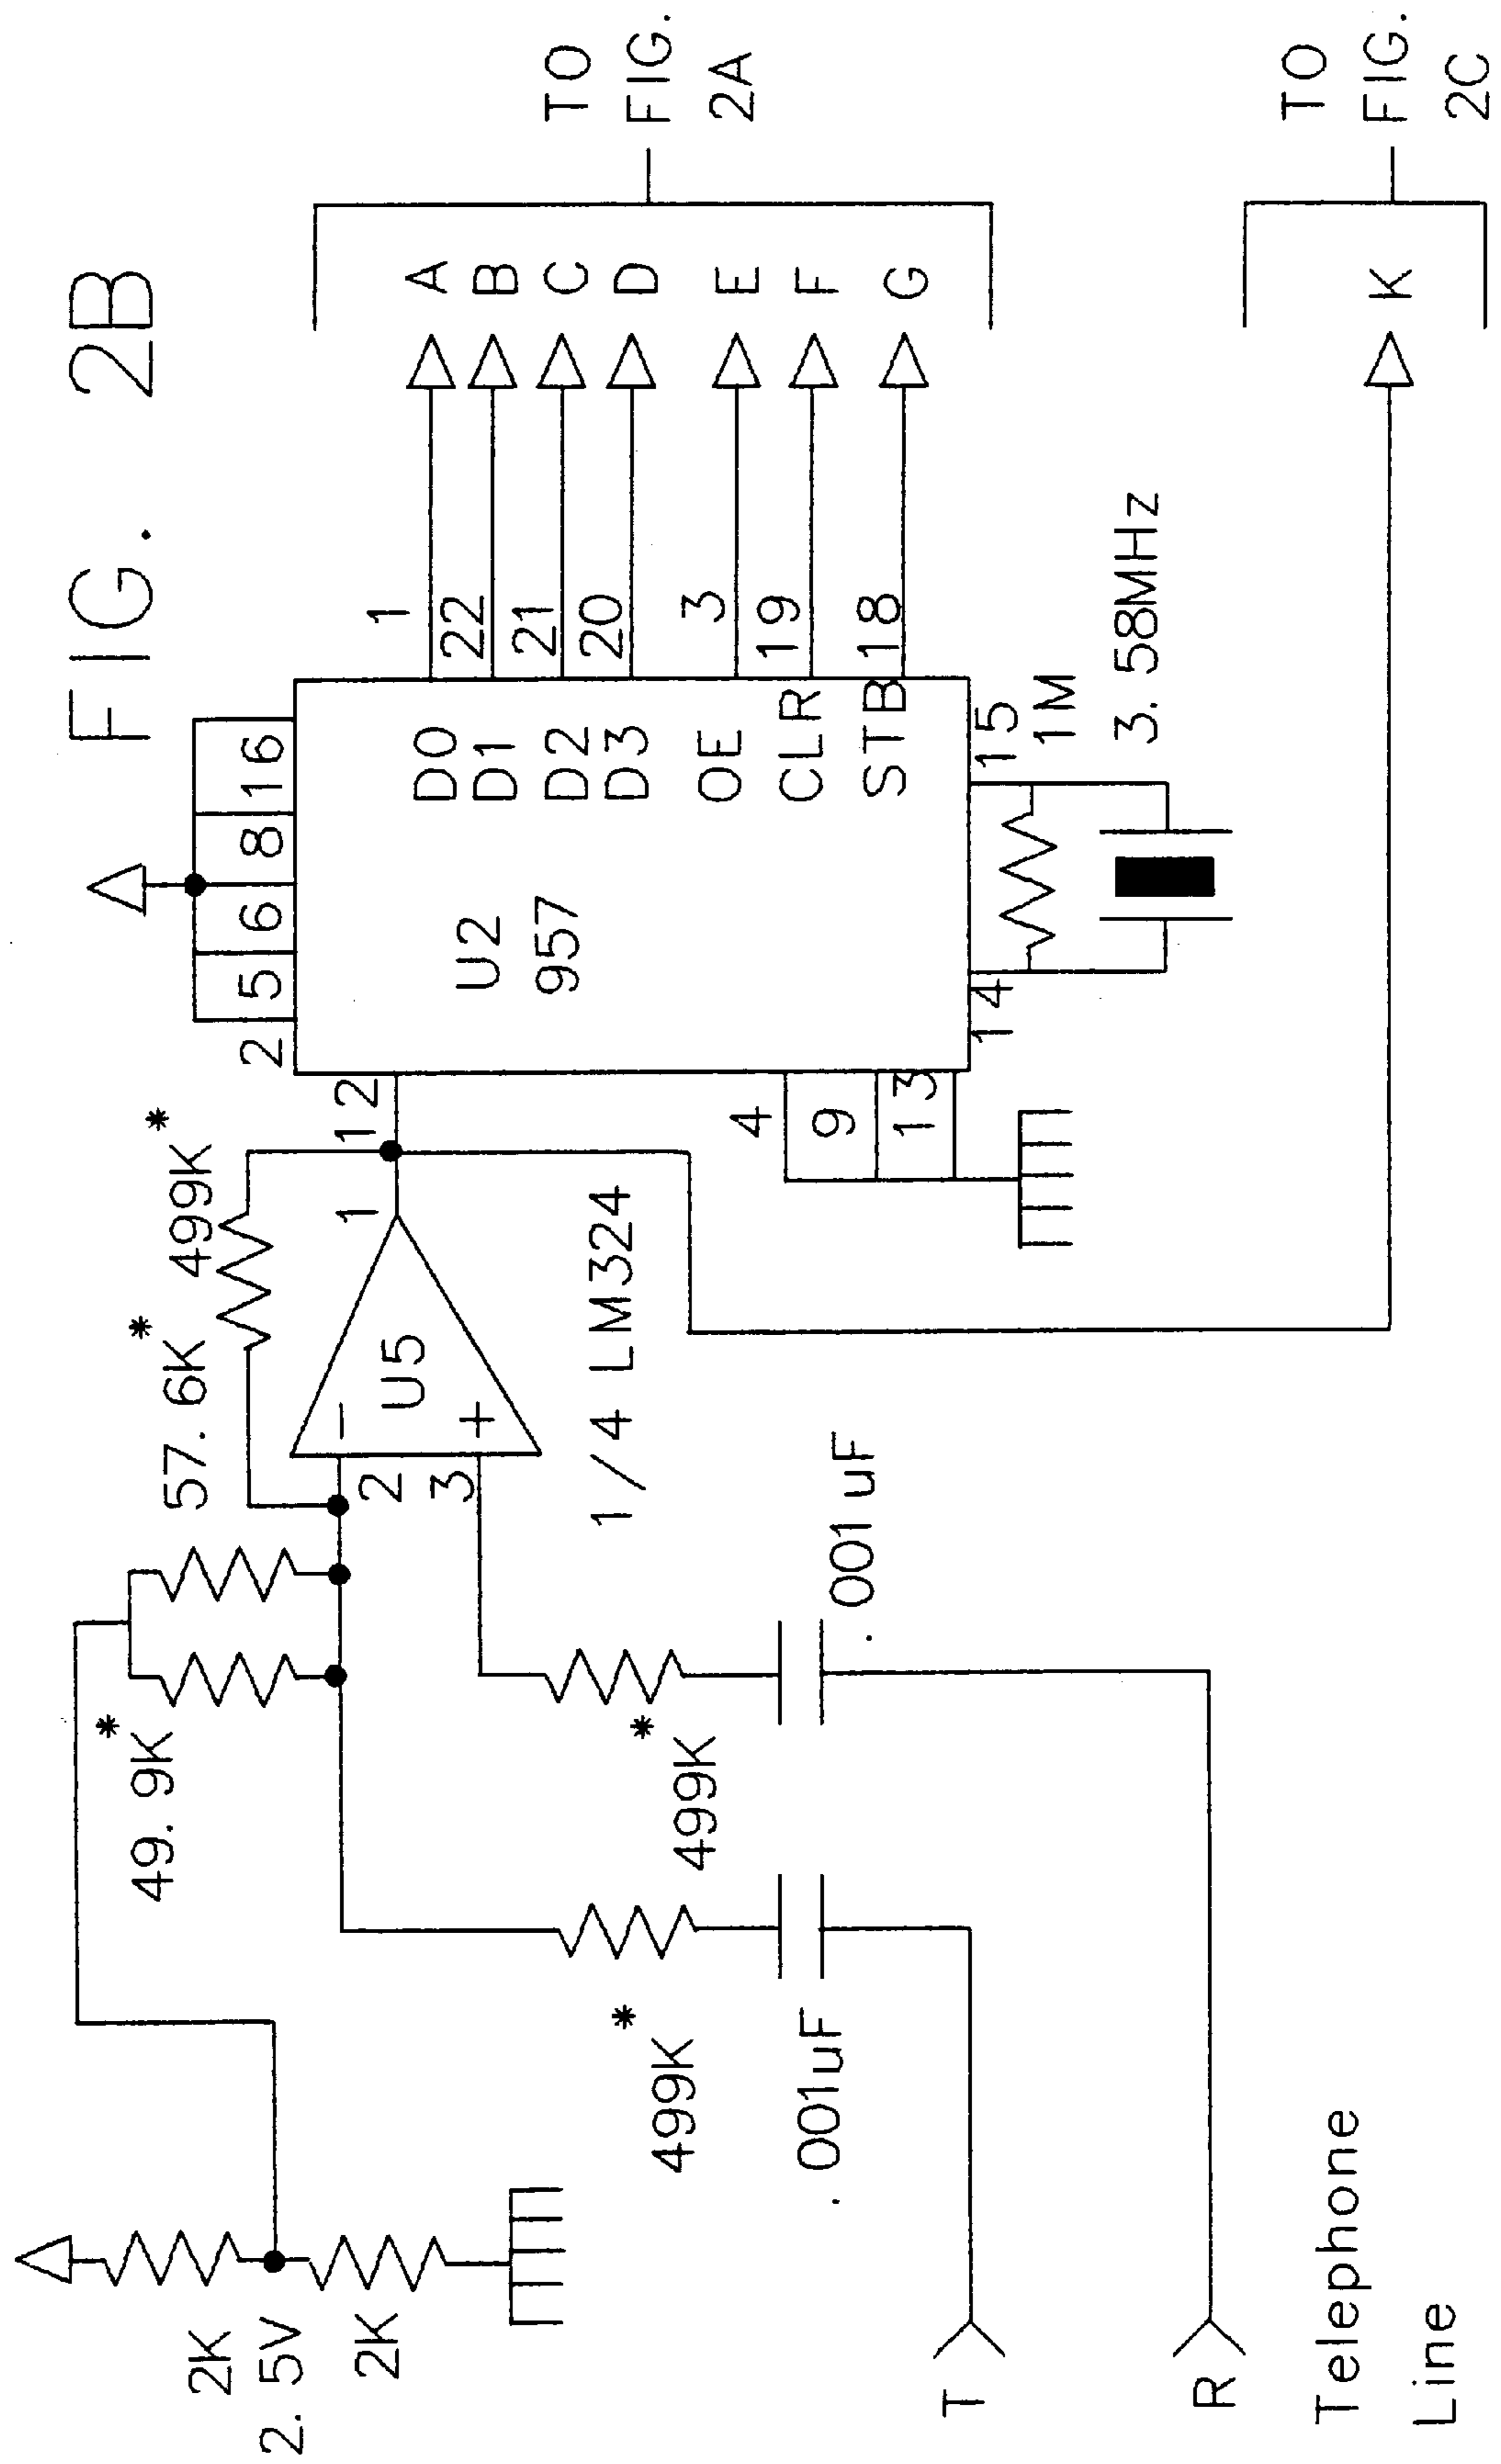 FIG. 2B
2K
2.5V
2K
49.9K*
57.6K*
499K*
2
3
-
+
U5
1
1/4 LM324
499K*
.001uF
499K*
.001uF
T
R
Telephone
Line
12
2
5
6
8
16
U2
957
D0
D1
D2
D3
OE
CLR
STB
1
22
21
20
3
19
18
4
9
13
14
15
1M
3.58MHz
A
B
C
D
E
F
G
TO
FIG.
2A
K
TO
FIG.
2C